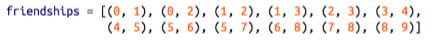 friendships = [(0, 1), (0, 2), (1, 2), (1, 3), (2, 3), (3, 4),
(4, 5), (5, 6), (5, 7), (6, 8), (7, 8), (8, 9)]